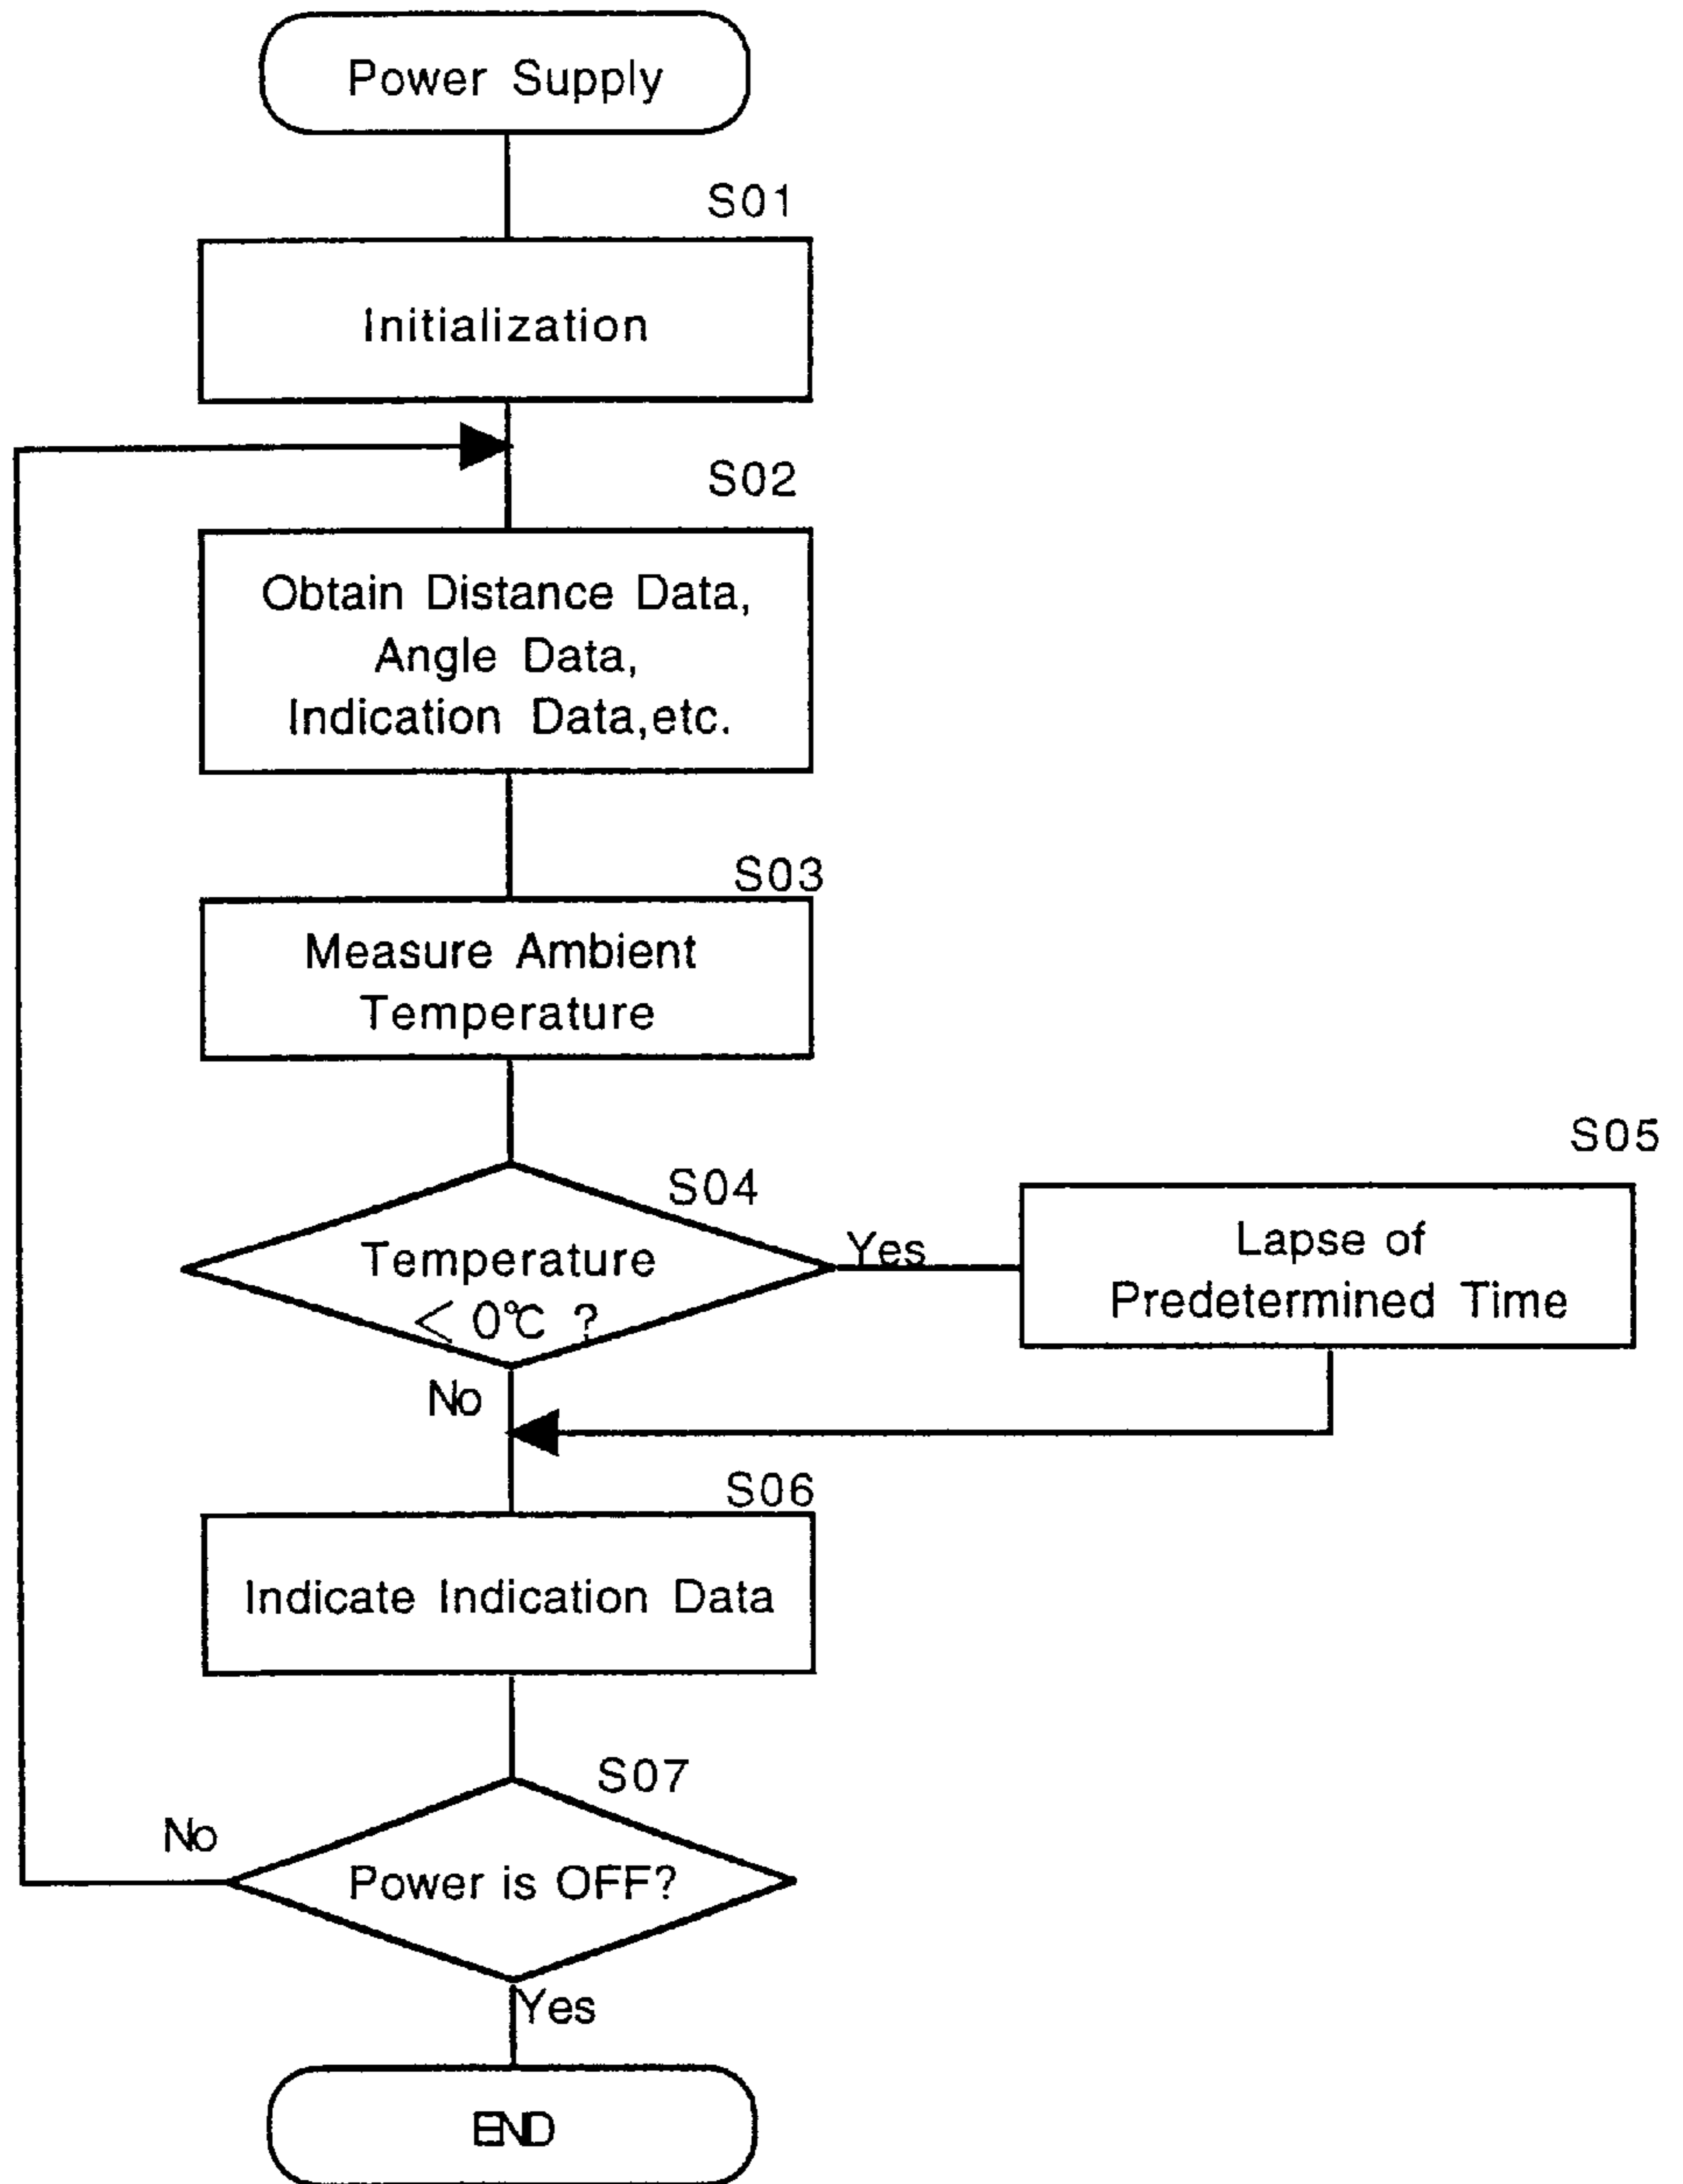 Power Supply
S01
Initialization
S02
Obtain Distance Data,
Angle Data,
Indication Data,etc.
S03
Measure Ambient
Temperature
S04
Temperature
< 0℃ ?
Yes
S05
Lapse of
Predetermined Time
No
S06
Indicate Indication Data
S07
Power is OFF?
No
Yes
END